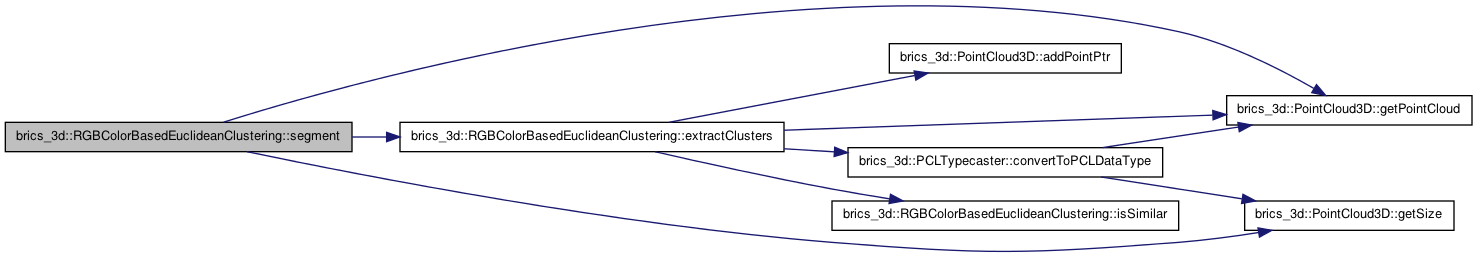 brics_3d::RGBColorBasedEuclideanClustering::segment
brics_3d::RGBColorBasedEuclideanClustering::extractClusters
brics_3d::PointCloud3D::addPointPtr
brics_3d::PointCloud3D::getPointCloud
brics_3d::PCLTypecaster::convertToPCLDataType
brics_3d::RGBColorBasedEuclideanClustering::isSimilar
brics_3d::PointCloud3D::getSize